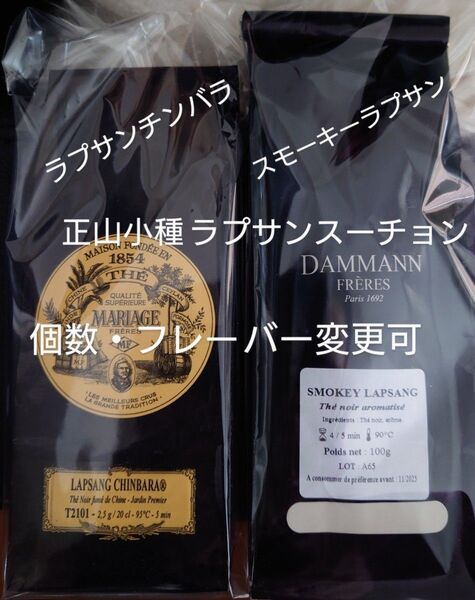 ラプサンチンバラ
スモーキーラプサン
正山小種 ラプサンスーチョン
MAISON FONDÉE EN
1854
THÉ
QUALITÉ
SUPÉRIEURE
MARIAGE
FRÈRES
MF
·LES MEILLEURS CRUS·
LA GRANDE TRADITION·
DAMMANN
FRÈRES
Paris 1692
個数・フレーバー変更可
LAPSANG CHINBARA®
Thé Noir fumé de Chine - Jardin Premier
T2101 - 2,5 g / 20 cl - 95°C - 5 min
SMOKEY LAPSANG
Thé noir aromatisé
Ingrédients : Thé noir, arôme.
4 / 5 min 90°C
Poids net : 100g
LOT : A65
A consommer de préférence avant : 11/2025